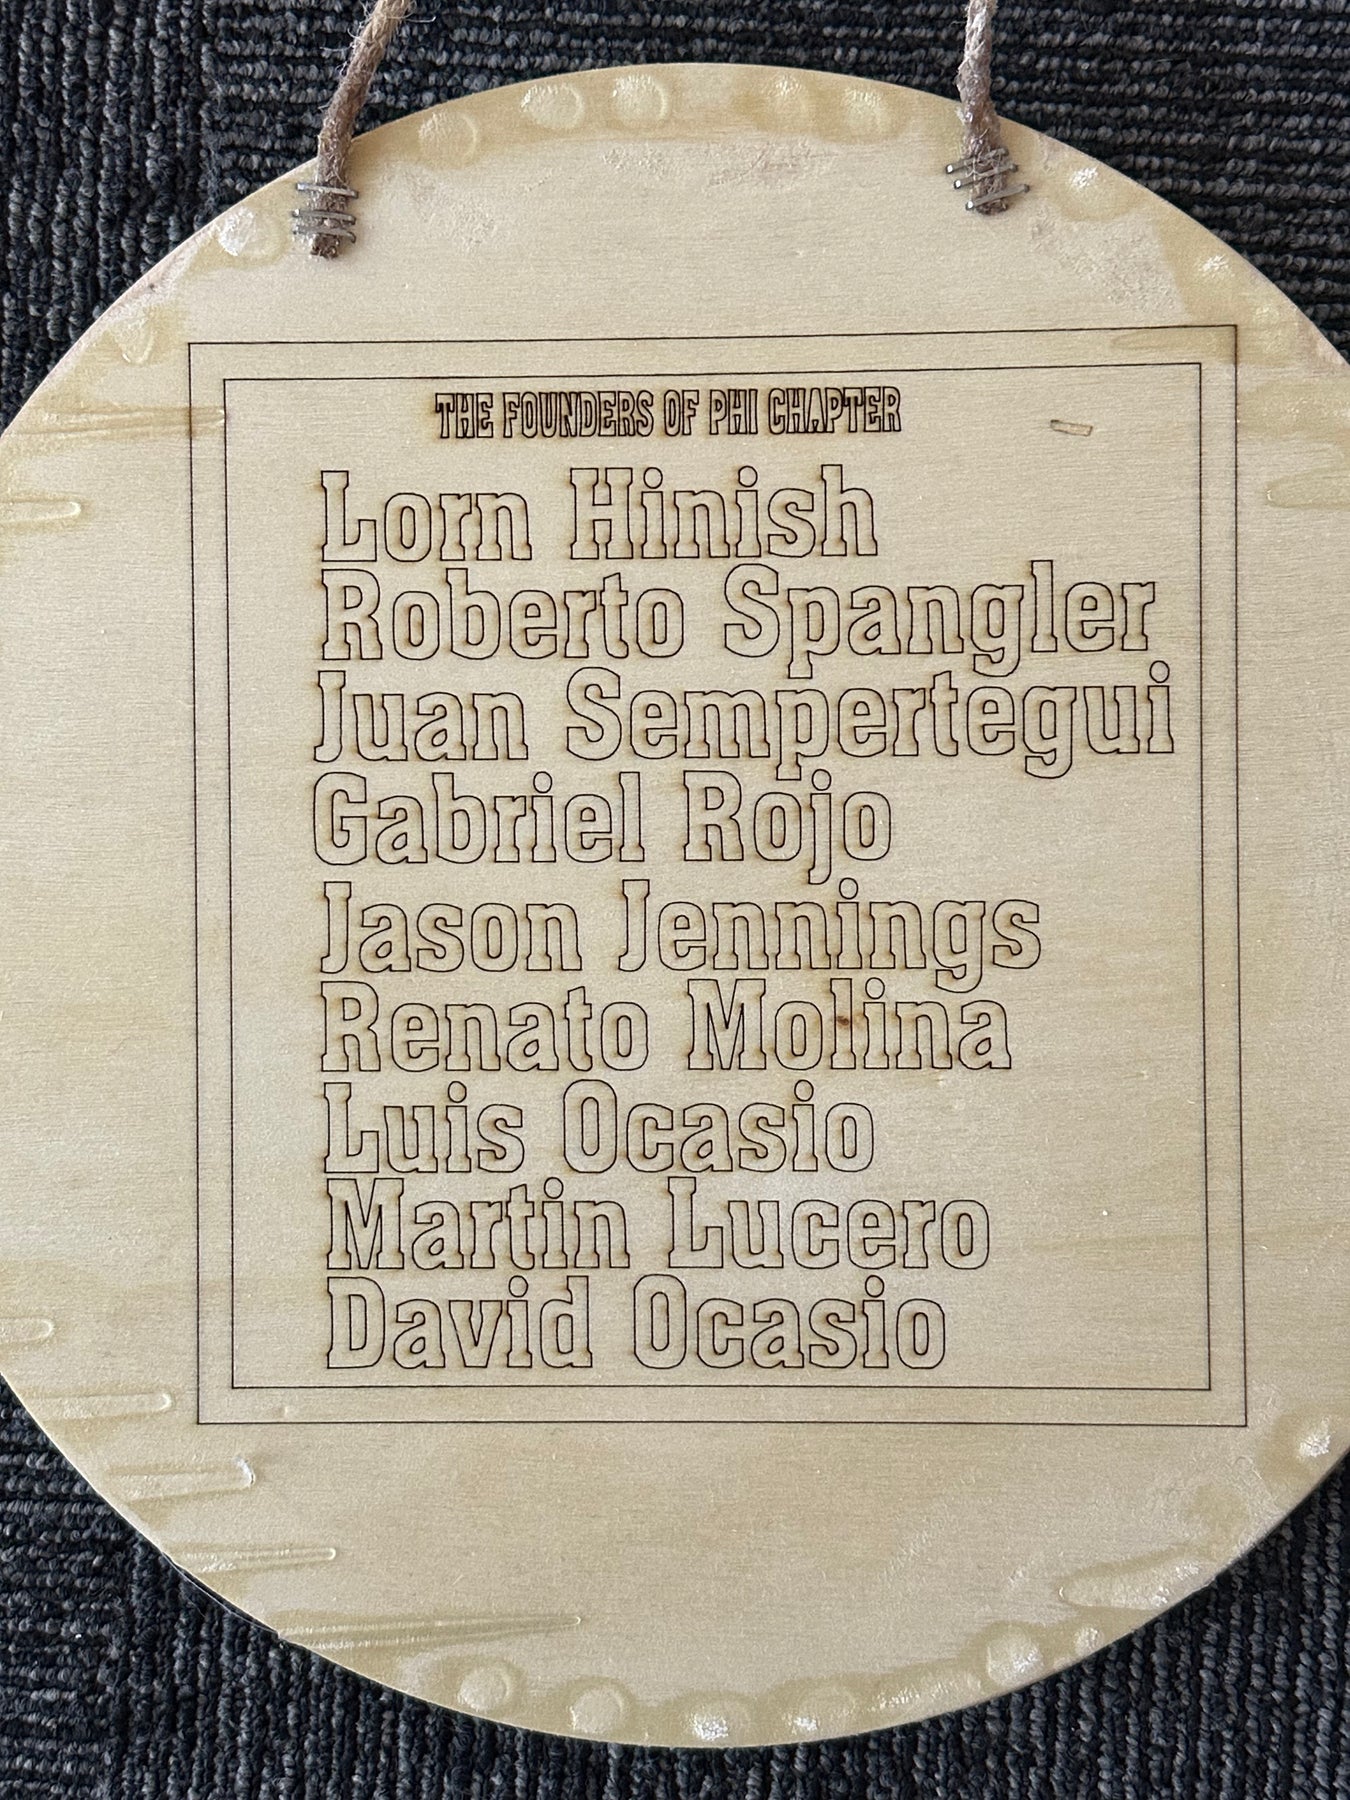 THE FOUNDERS OF PHI CHAPTER
Lorn Hinish
Roberto Spangler
Juan Sempertegui
Gabriel Rojo
Jason Jennings
Renato Molina
Luis Ocasio
Martin Lucero
David Ocasio